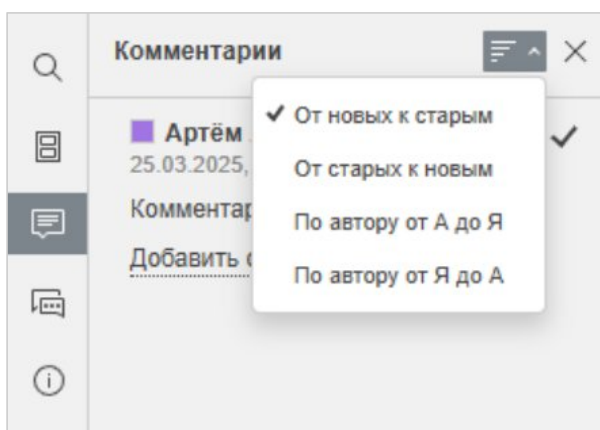 Комментарии
От новых к старым
Артём
25.03.2025,
От старых к новым
По автору от А до Я
Добавить
По автору от Я до А